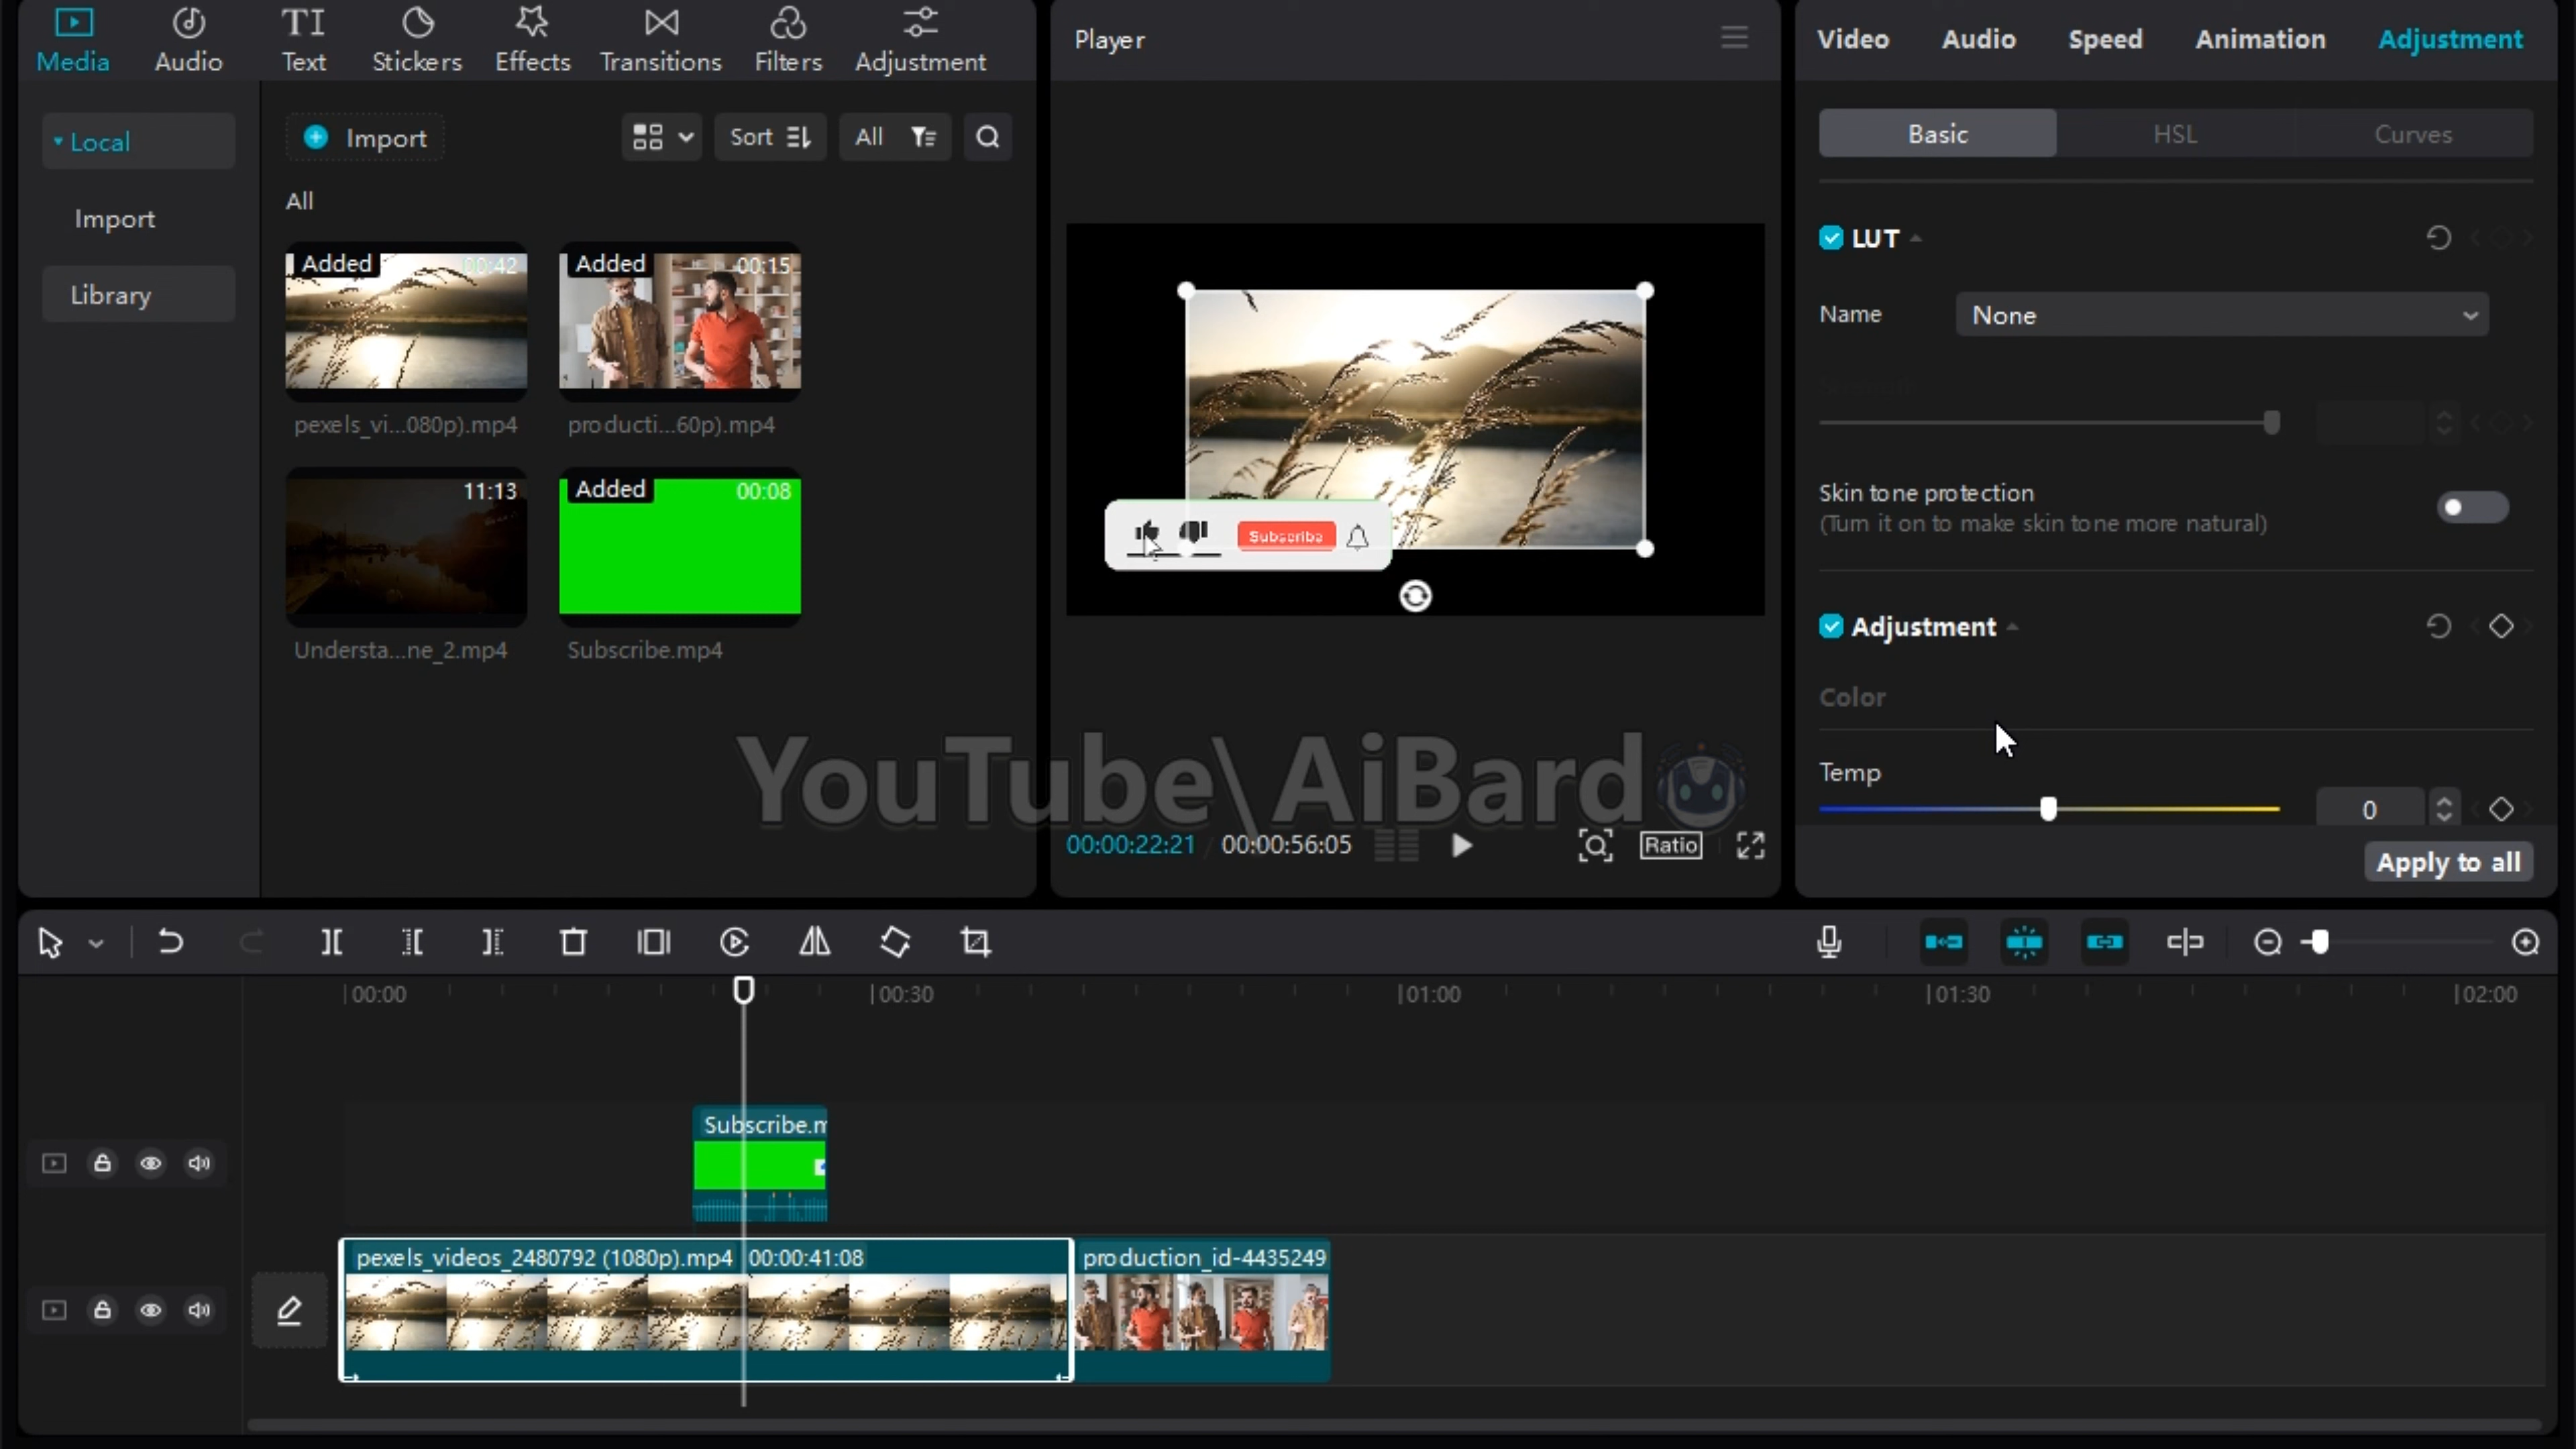 Media
Audio
TI
Text
Stickers
Effects
Transitions
Filters
Adjustment
Local
Import
Library
Import
Sort
All
All
Added
00:42
pexels_vi...080p).mp4
Added
00:15
producti...60p).mp4
11:13
Understa...ne_2.mp4
Added
00:08
Subscribe.mp4
Player
Subscribe
00:00:22:21
00:00:56:05
Ratio
YouTube\AiBard
Video
Audio
Speed
Animation
Adjustment
Basic
HSL
Curves
LUT
Name
None
Skin tone protection
(Turn it on to make skin tone more natural)
Adjustment
Color
Temp
0
Apply to all
00:00
00:30
01:00
01:30
02:00
Subscribe.m
pexels_videos_2480792 (1080p).mp4 00:00:41:08
production_id-4435249